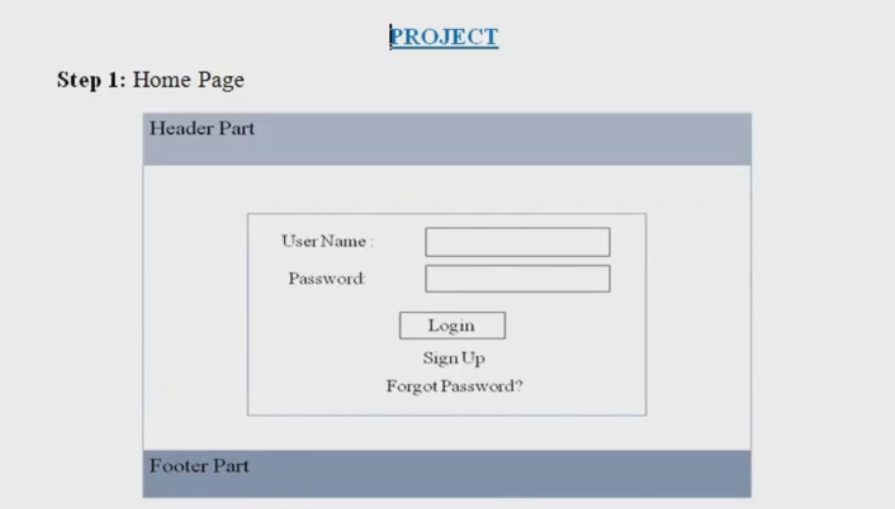 PROJECT
Step 1: Home Page
Header Part
User Name :
Password:
Login
Sign Up
Forgot Password?
Footer Part